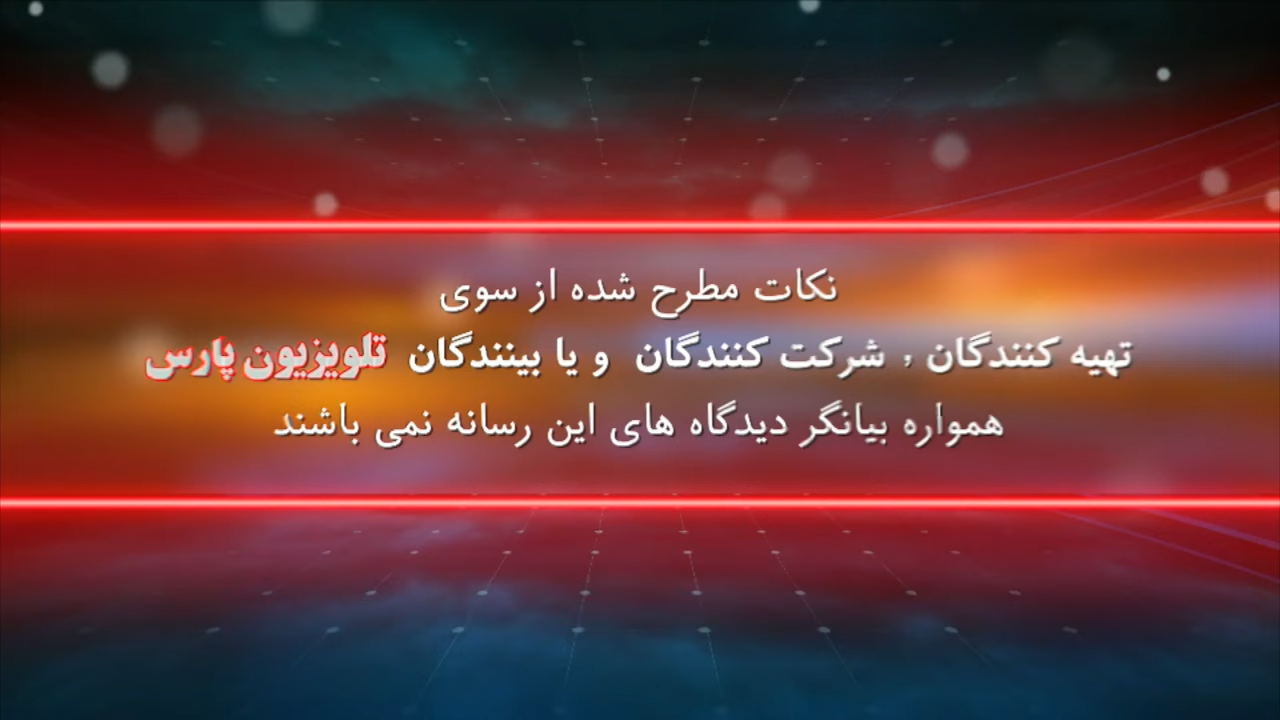 نکات مطرح شده از سوی
تهیه کنندگان , شرکت کنندگان و یا بینندگان تلویزیون پارس
همواره بیانگر دیدگاه های این رسانه نمی باشند